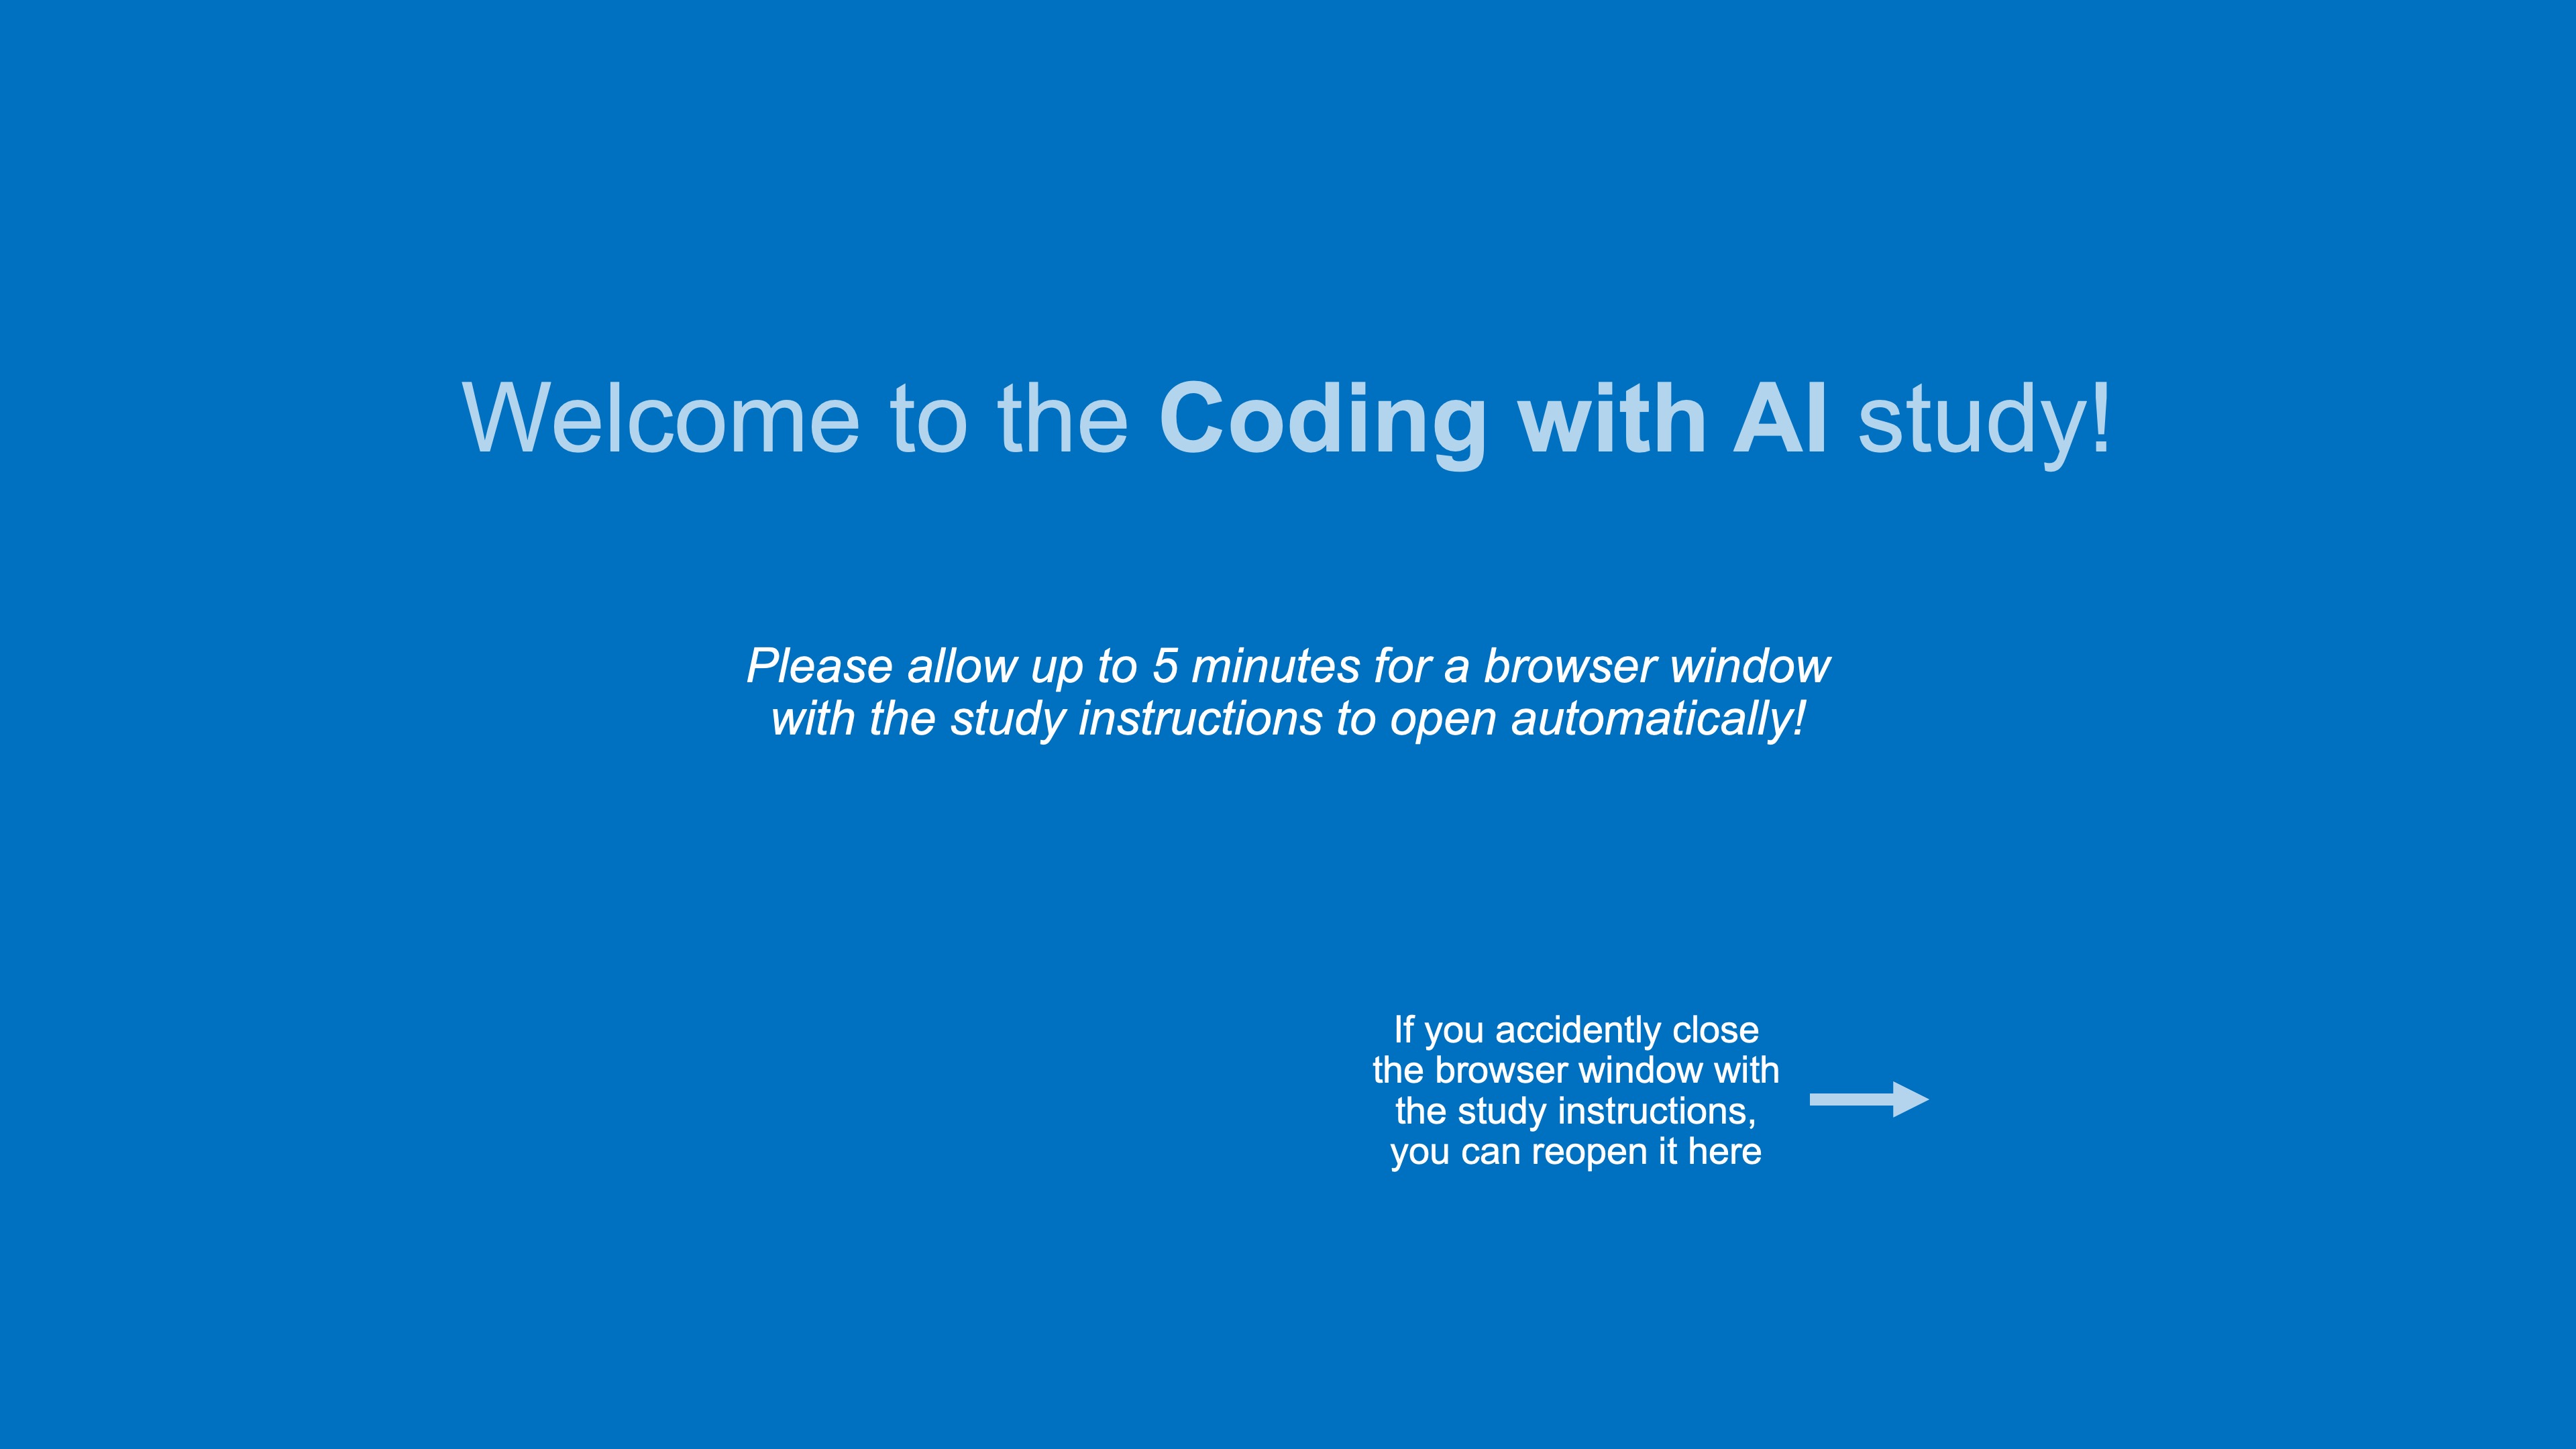 Welcome to the Coding with AI study!
Please allow up to 5 minutes for a browser window
with the study instructions to open automatically!
If you accidently close
the browser window with
the study instructions,
you can reopen it here